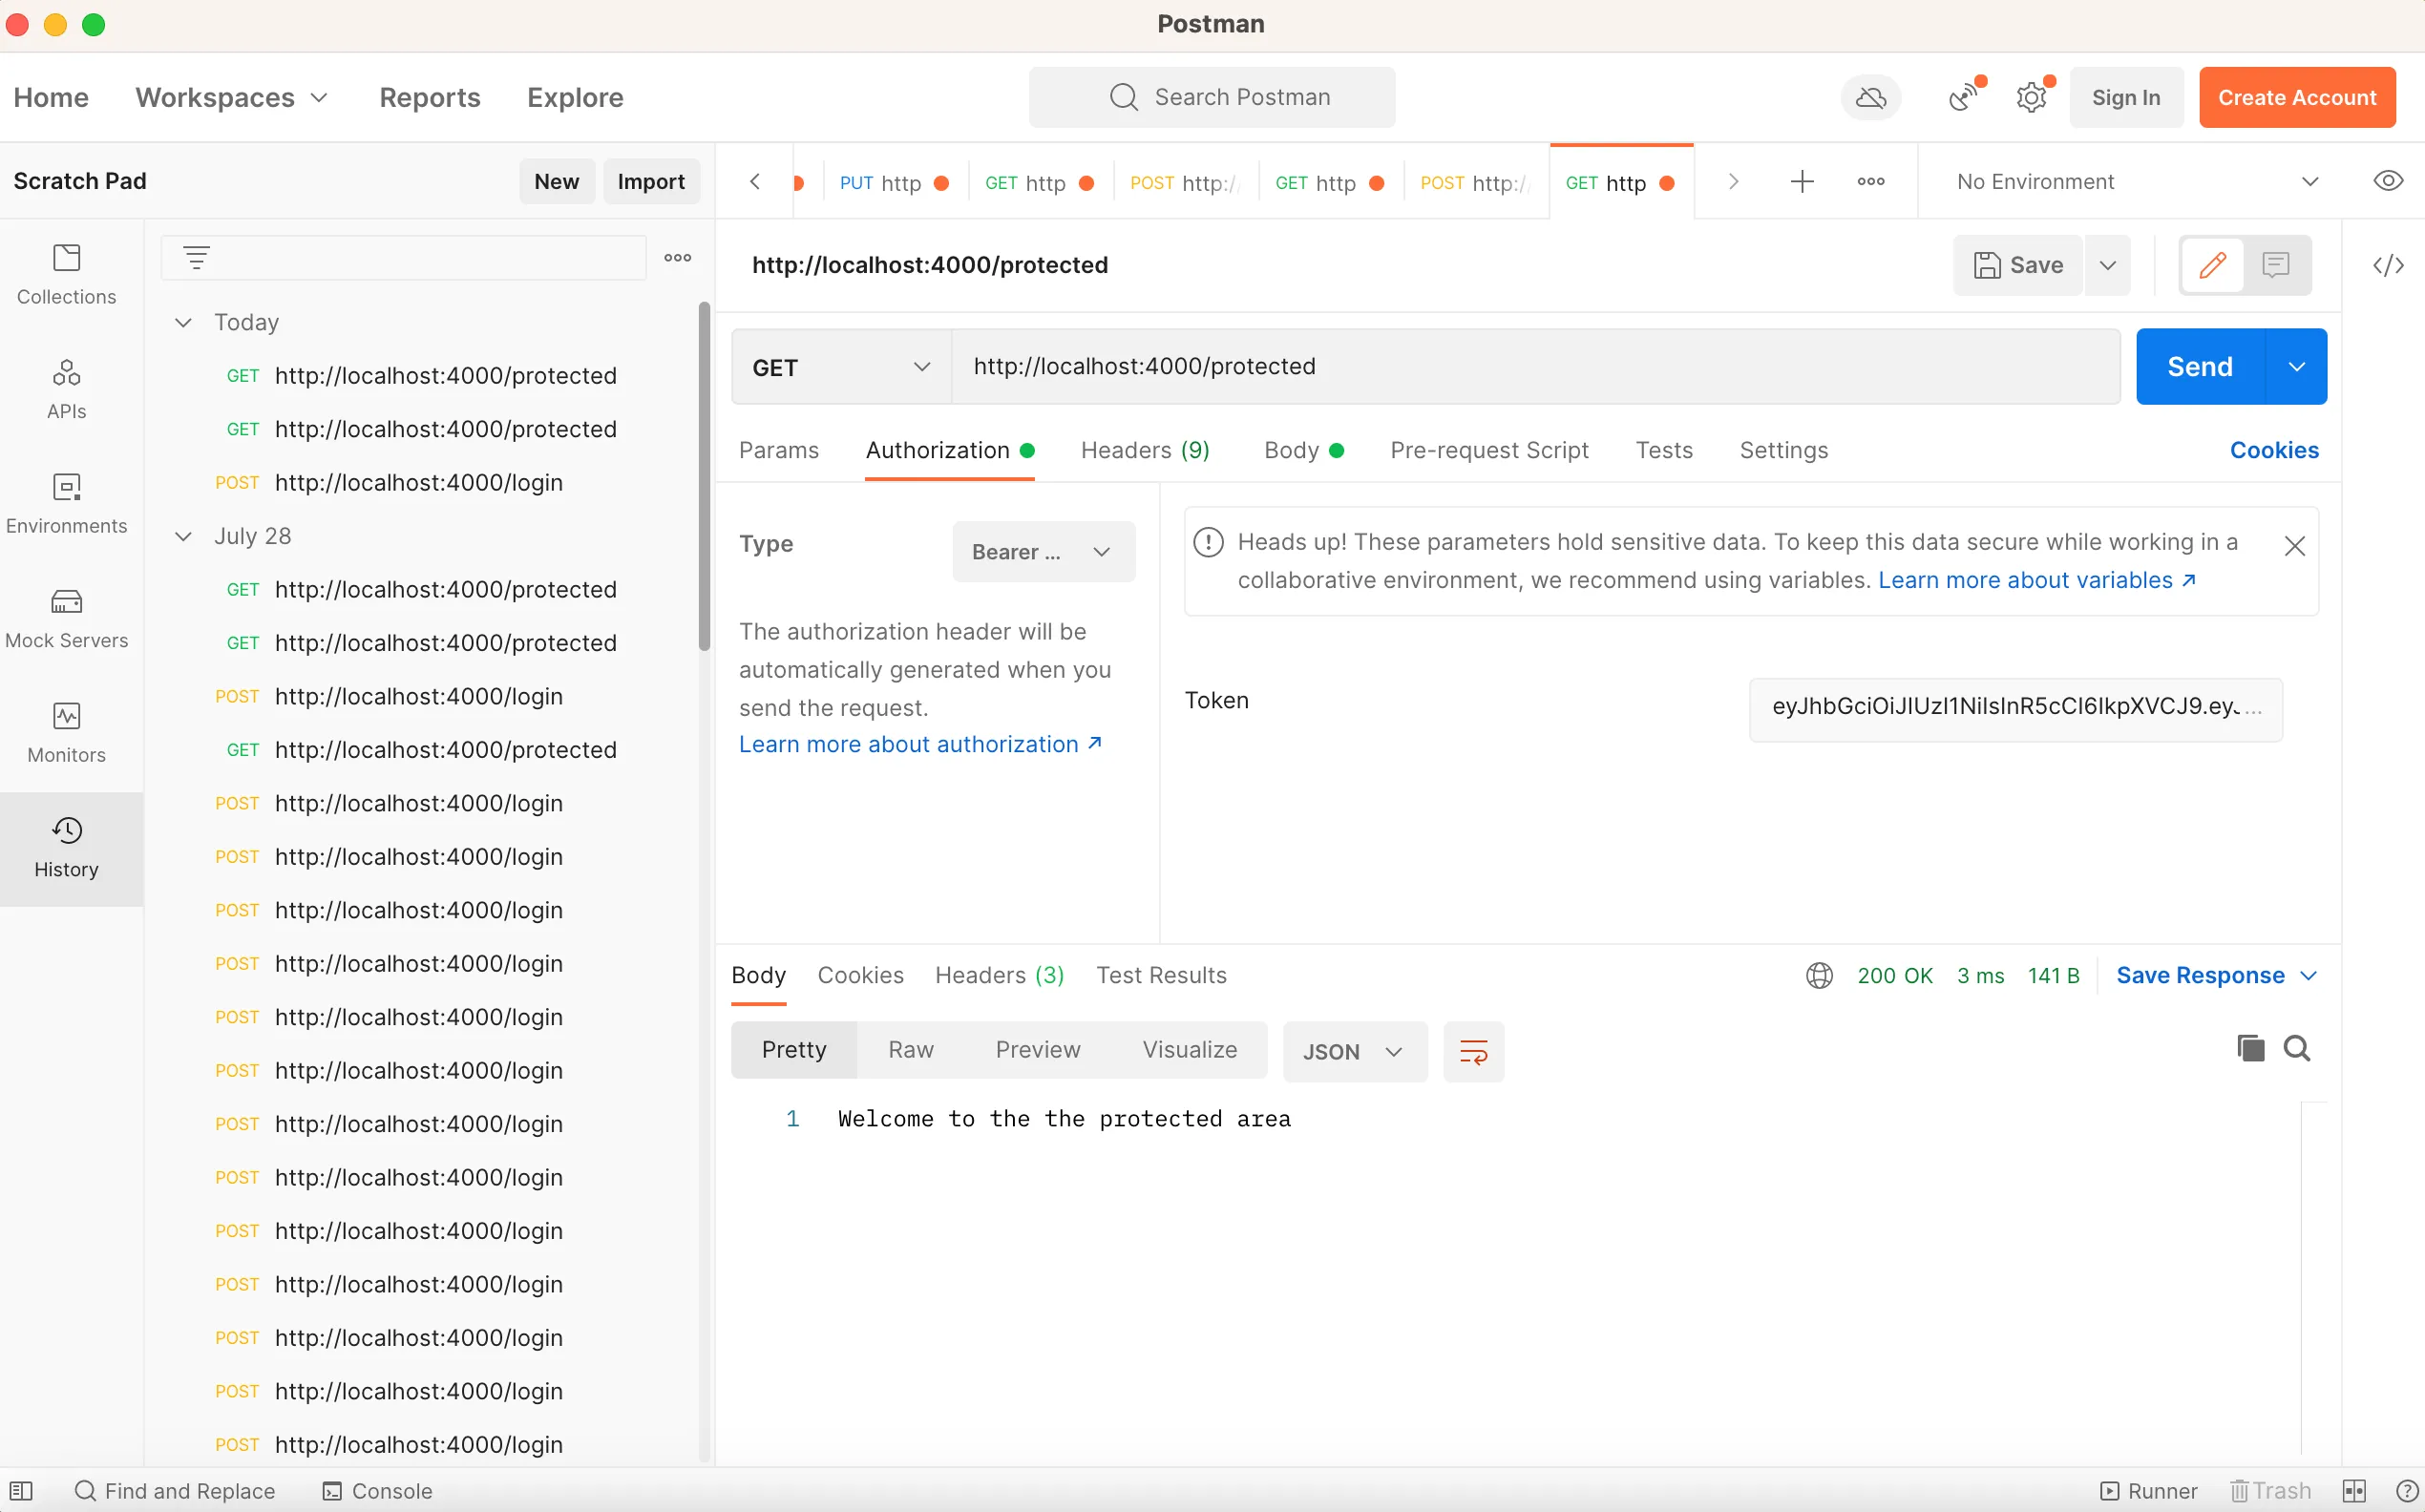 Postman
Home Workspaces Reports Explore
Search Postman
Sign In Create Account
Scratch Pad
New Import
PUT http GET http POST http:/ GET http POST http:/ GET http
No Environment
Collections
APIs
Environments
Mock Servers
Monitors
History
Today
GET http://localhost:4000/protected
GET http://localhost:4000/protected
POST http://localhost:4000/login
July 28
GET http://localhost:4000/protected
GET http://localhost:4000/protected
POST http://localhost:4000/login
GET http://localhost:4000/protected
POST http://localhost:4000/login
POST http://localhost:4000/login
POST http://localhost:4000/login
POST http://localhost:4000/login
POST http://localhost:4000/login
POST http://localhost:4000/login
POST http://localhost:4000/login
POST http://localhost:4000/login
POST http://localhost:4000/login
POST http://localhost:4000/login
POST http://localhost:4000/login
POST http://localhost:4000/login
POST http://localhost:4000/login
http://localhost:4000/protected
Save
GET http://localhost:4000/protected
Send
Params Authorization Headers (9) Body Pre-request Script Tests Settings Cookies
Type Bearer ...
The authorization header will be
automatically generated when you
send the request.
Learn more about authorization ↗
Heads up! These parameters hold sensitive data. To keep this data secure while working in a
collaborative environment, we recommend using variables. Learn more about variables ↗
Token
eyJhbGciOiJIUzI1NiIsInR5cCI6IkpXVCJ9.eyJ...
Body Cookies Headers (3) Test Results
200 OK 3 ms 141 B Save Response
Pretty Raw Preview Visualize JSON
1 Welcome to the the protected area
Find and Replace Console
Runner Trash